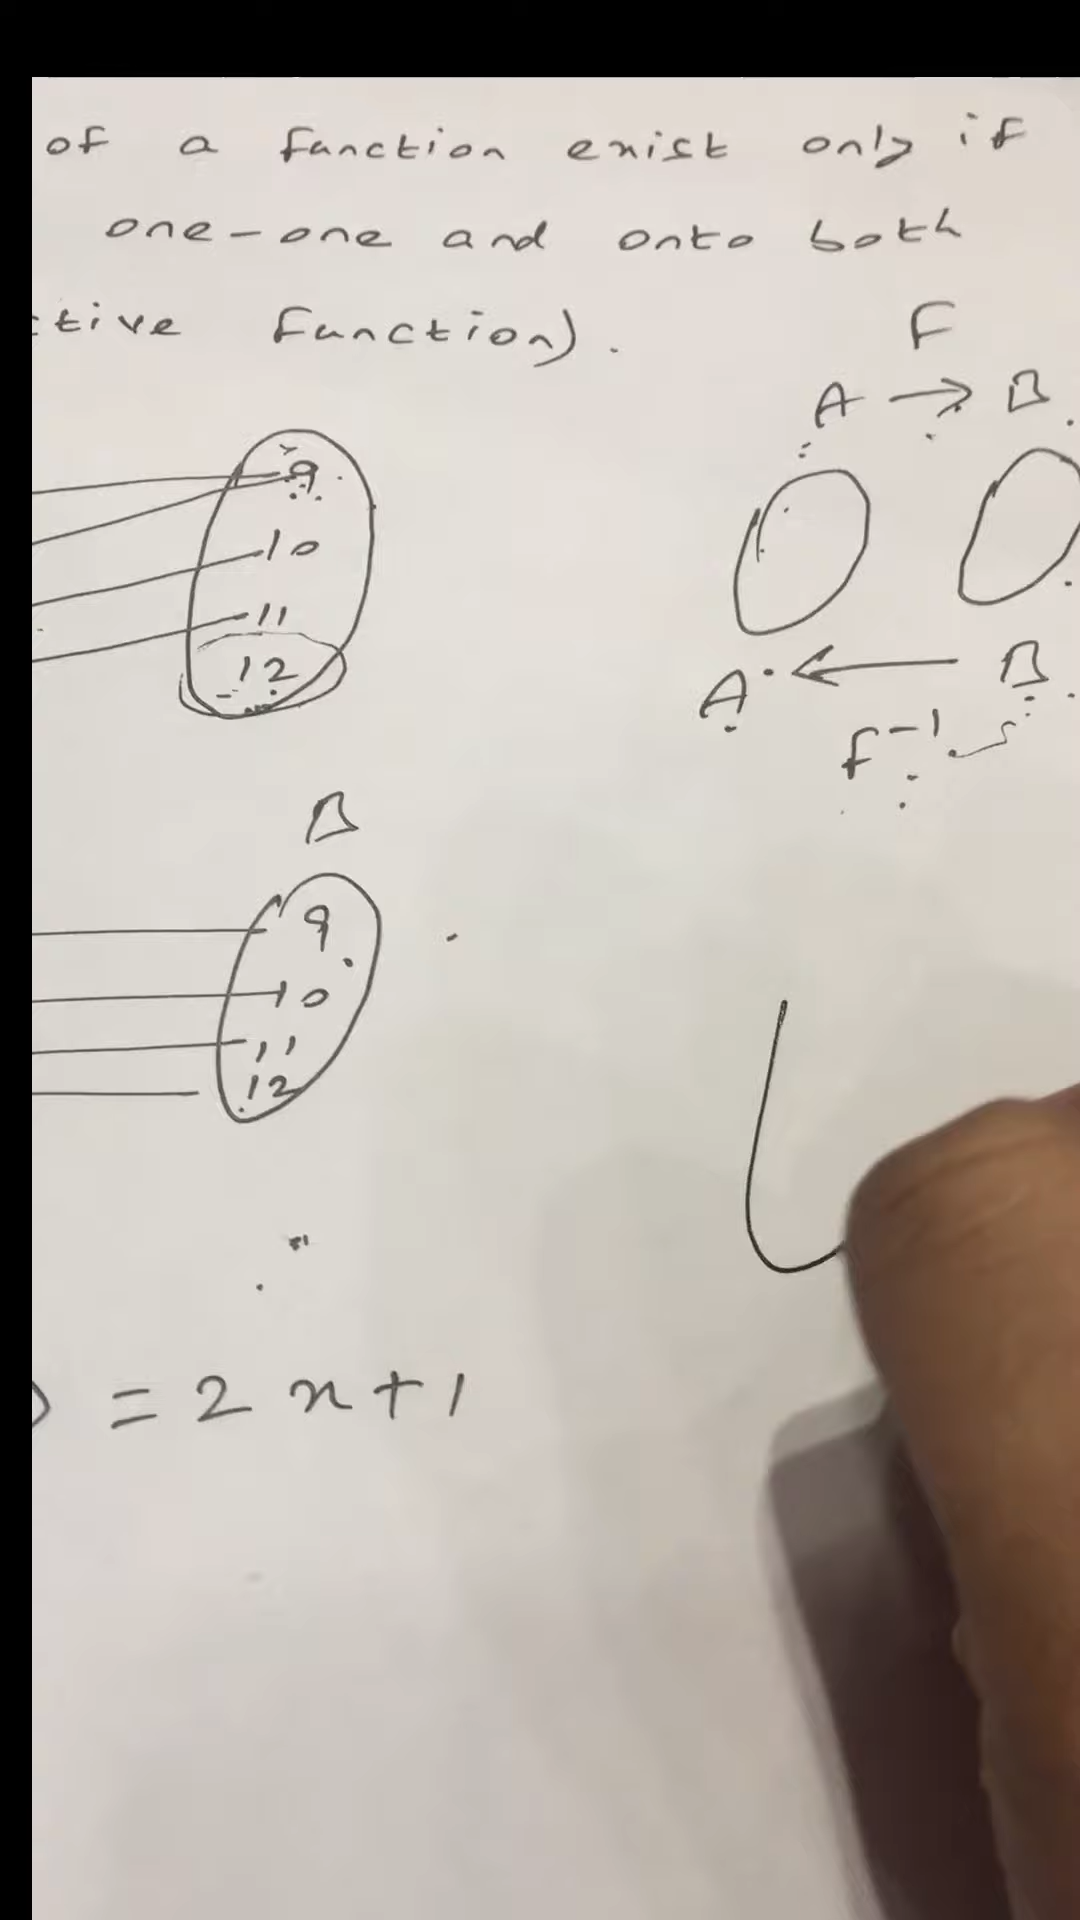 of a function exist only if
one-one and onto both
ctive function).
F
A → B
9
10
11
12
A ← B
f⁻¹
B
9
10
11
12
) = 2x+1